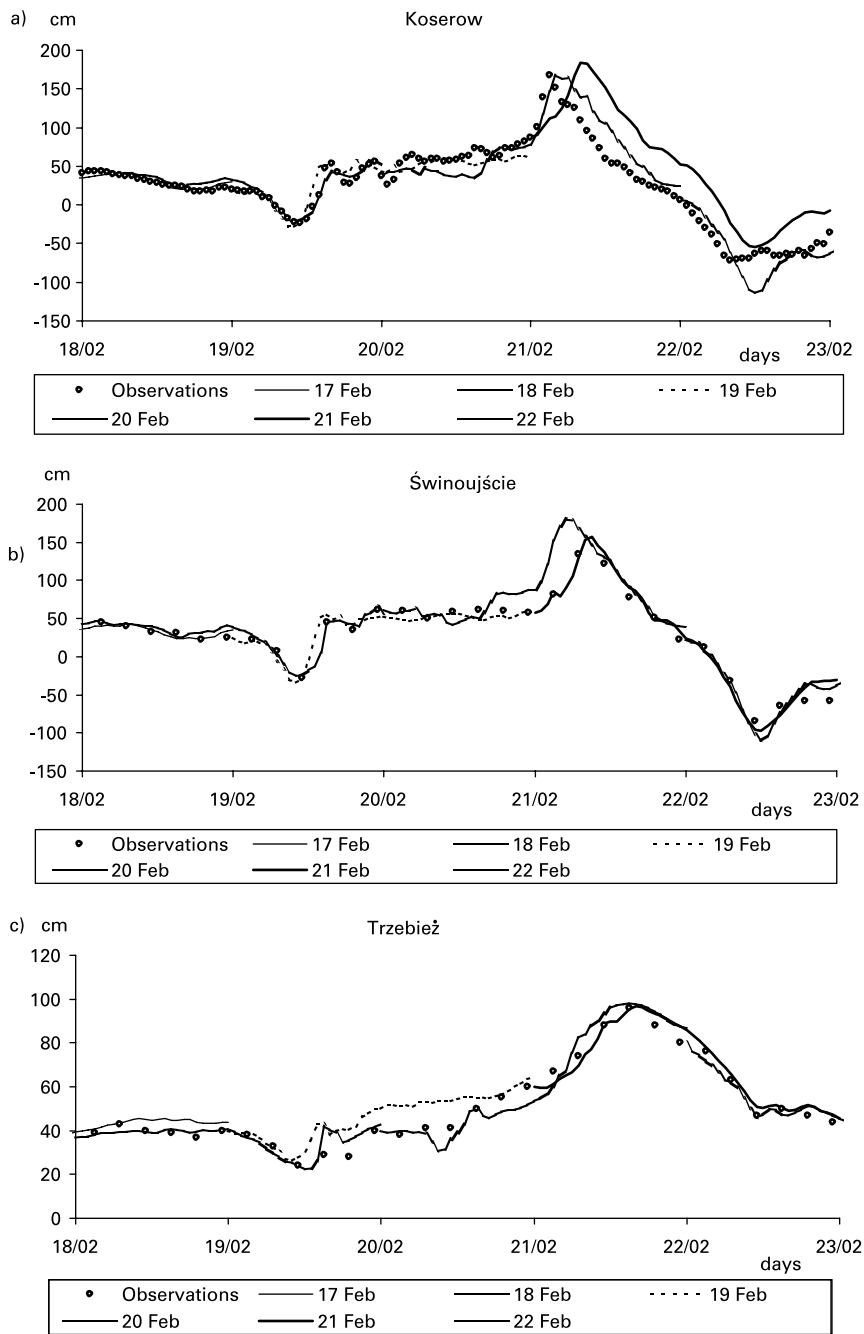 a) cm Koserow
200
150
100
50
0
-50
-100
-150
18/02 19/02 20/02 21/02 22/02 23/02
days
Observations 17 Feb 18 Feb 19 Feb
20 Feb 21 Feb 22 Feb
cm Świnoujście
b)
200
150
100
50
0
-50
-100
-150
18/02 19/02 20/02 21/02 22/02 23/02
days
Observations 17 Feb 18 Feb 19 Feb
20 Feb 21 Feb 22 Feb
c) cm Trzebież
120
100
80
60
40
20
0
18/02 19/02 20/02 21/02 22/02 23/02
days
Observations 17 Feb 18 Feb 19 Feb
20 Feb 21 Feb 22 Feb